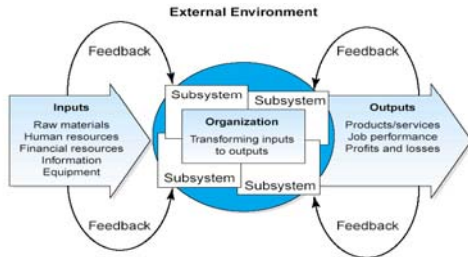 External Environment
Feedback
Feedback
Inputs
Raw materials
Human resources
Financial resources
Information
Equipment
Subsystem
Subsystem
Organization
Transforming inputs
to outputs
Subsystem
Subsystem
Outputs
Products/services
Job performance
Profits and losses
Feedback
Feedback